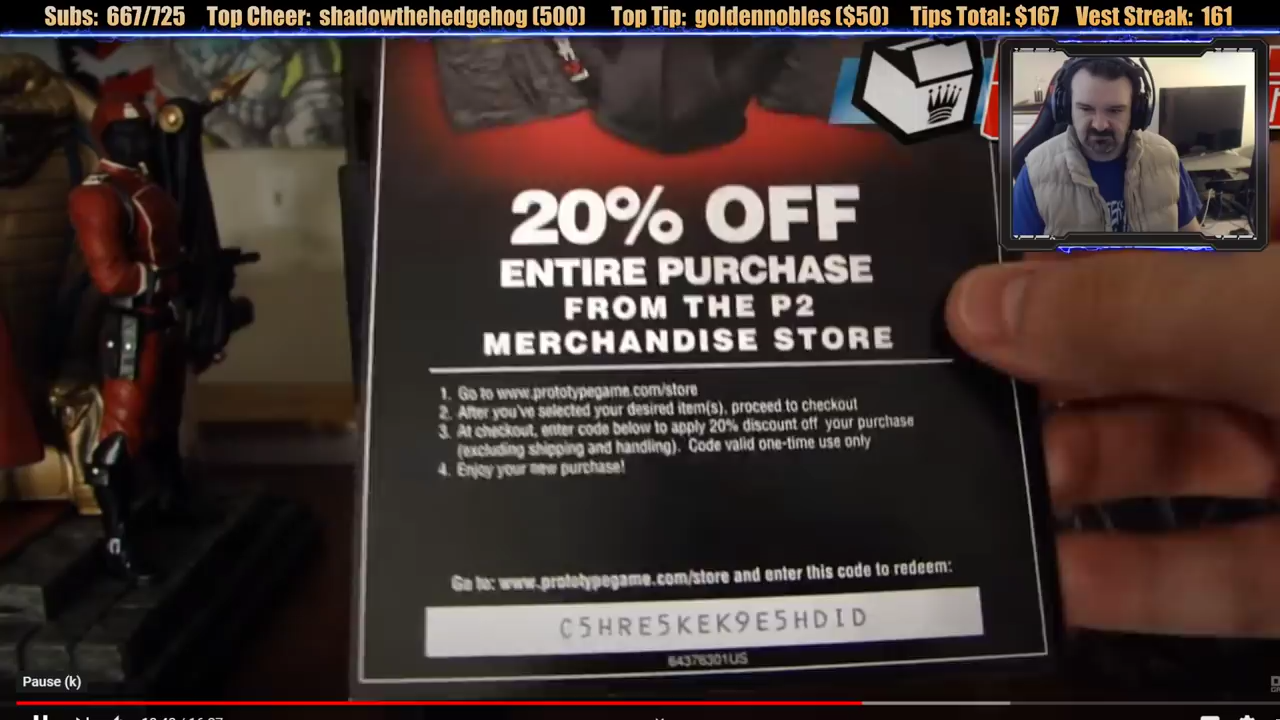 Subs: 667/725 Top Cheer: shadowthehedgehog (500) Top Tip: goldennobles ($50) Tips Total: $167 Vest Streak: 161
20% OFF
ENTIRE PURCHASE
FROM THE P2
MERCHANDISE STORE
1. Go to www.prototypegame.com/store
2. After you've selected your desired item(s), proceed to checkout
3. At checkout, enter code below to apply 20% discount off your purchase
(excluding shipping and handling). Code valid one-time use only
4. Enjoy your new purchase!
Go to: www.prototypegame.com/store and enter this code to redeem:
C5HRE5KEK9E5HDID
64376301US
Pause (k)